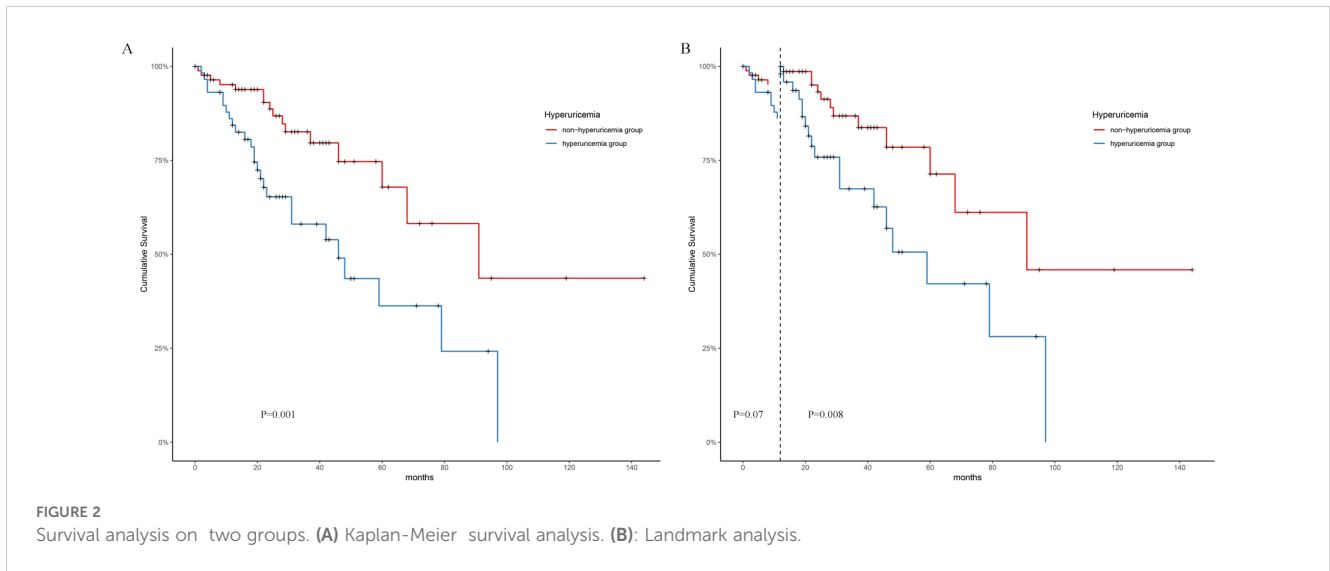 A
100%
75%
50%
25%
0%
Cumulative Survival
Hyperuricemia
non-hyperuricemia group
hyperuricemia group
P=0.001
0 20 40 60 80 100 120 140
months
B
100%
75%
50%
25%
0%
Cumulative Survival
Hyperuricemia
non-hyperuricemia group
hyperuricemia group
P=0.07 P=0.008
0 20 40 60 80 100 120 140
months
FIGURE 2
Survival analysis on two groups. (A) Kaplan-Meier survival analysis. (B): Landmark analysis.